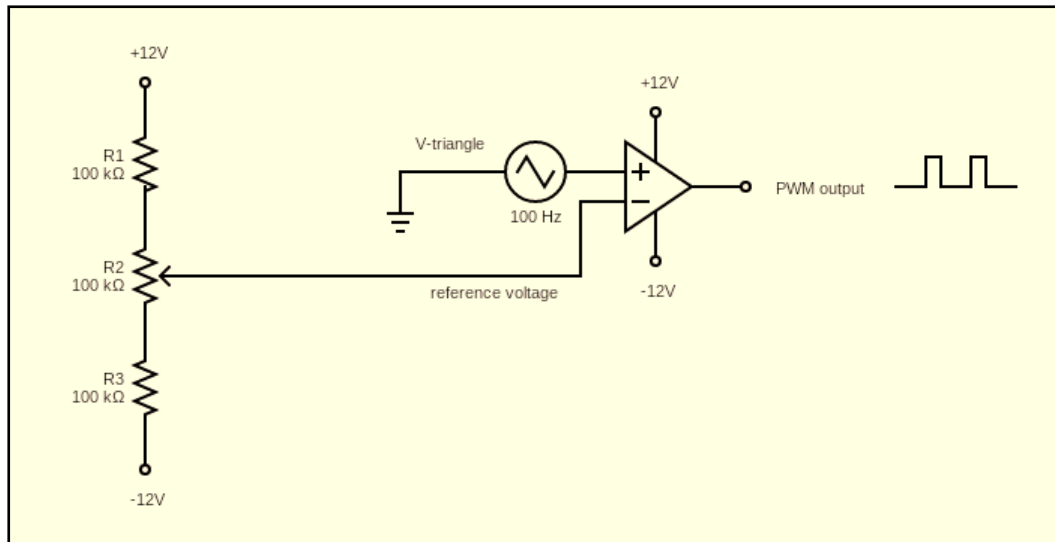 +12V
+12V
V-triangle
R1
100 kΩ
100 Hz
PWM output
R2
100 kΩ
reference voltage
-12V
R3
100 kΩ
-12V